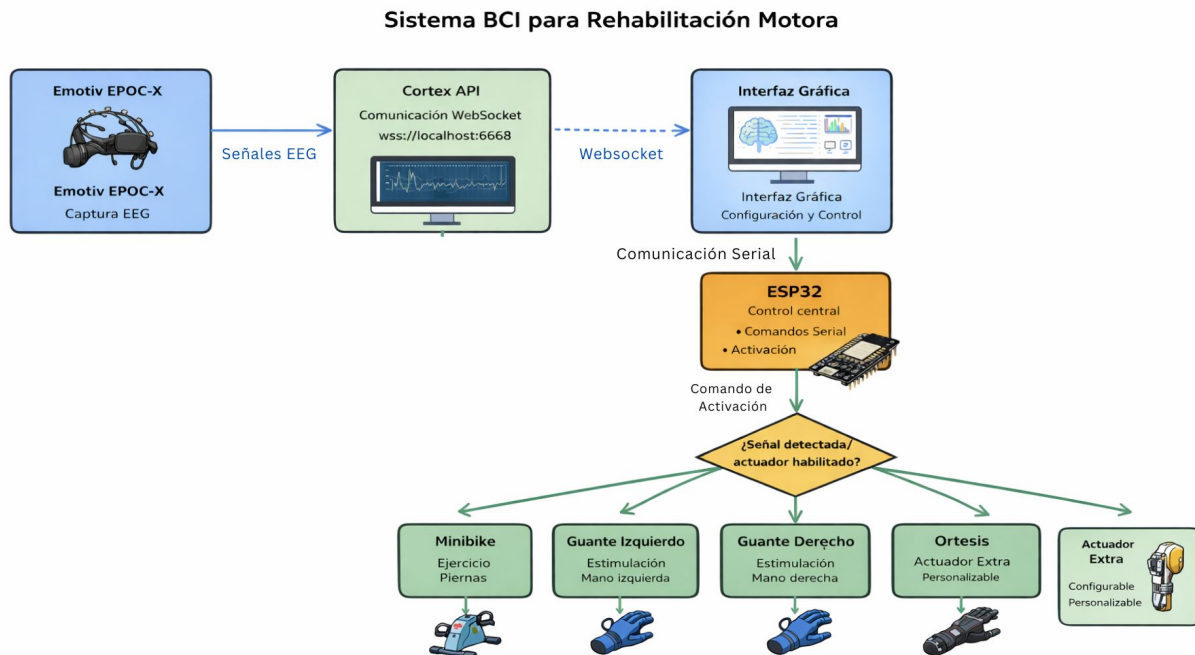 Sistema BCI para Rehabilitación Motora
Emotiv EPOC-X
Emotiv EPOC-X
Captura EEG
Señales EEG
Cortex API
Comunicación WebSocket
wss://localhost:6668
Websocket
Interfaz Gráfica
Interfaz Gráfica
Configuración y Control
Comunicación Serial
ESP32
Control central
• Comandos Serial
• Activación
Comando de
Activación
¿Señal detectada/
actuador habilitado?
Minibike
Ejercicio
Piernas
Guante Izquierdo
Estimulación
Mano izquierda
Guante Derecho
Estimulación
Mano derecha
Ortesis
Actuador Extra
Personalizable
Actuador
Extra
Configurable
Personalizable